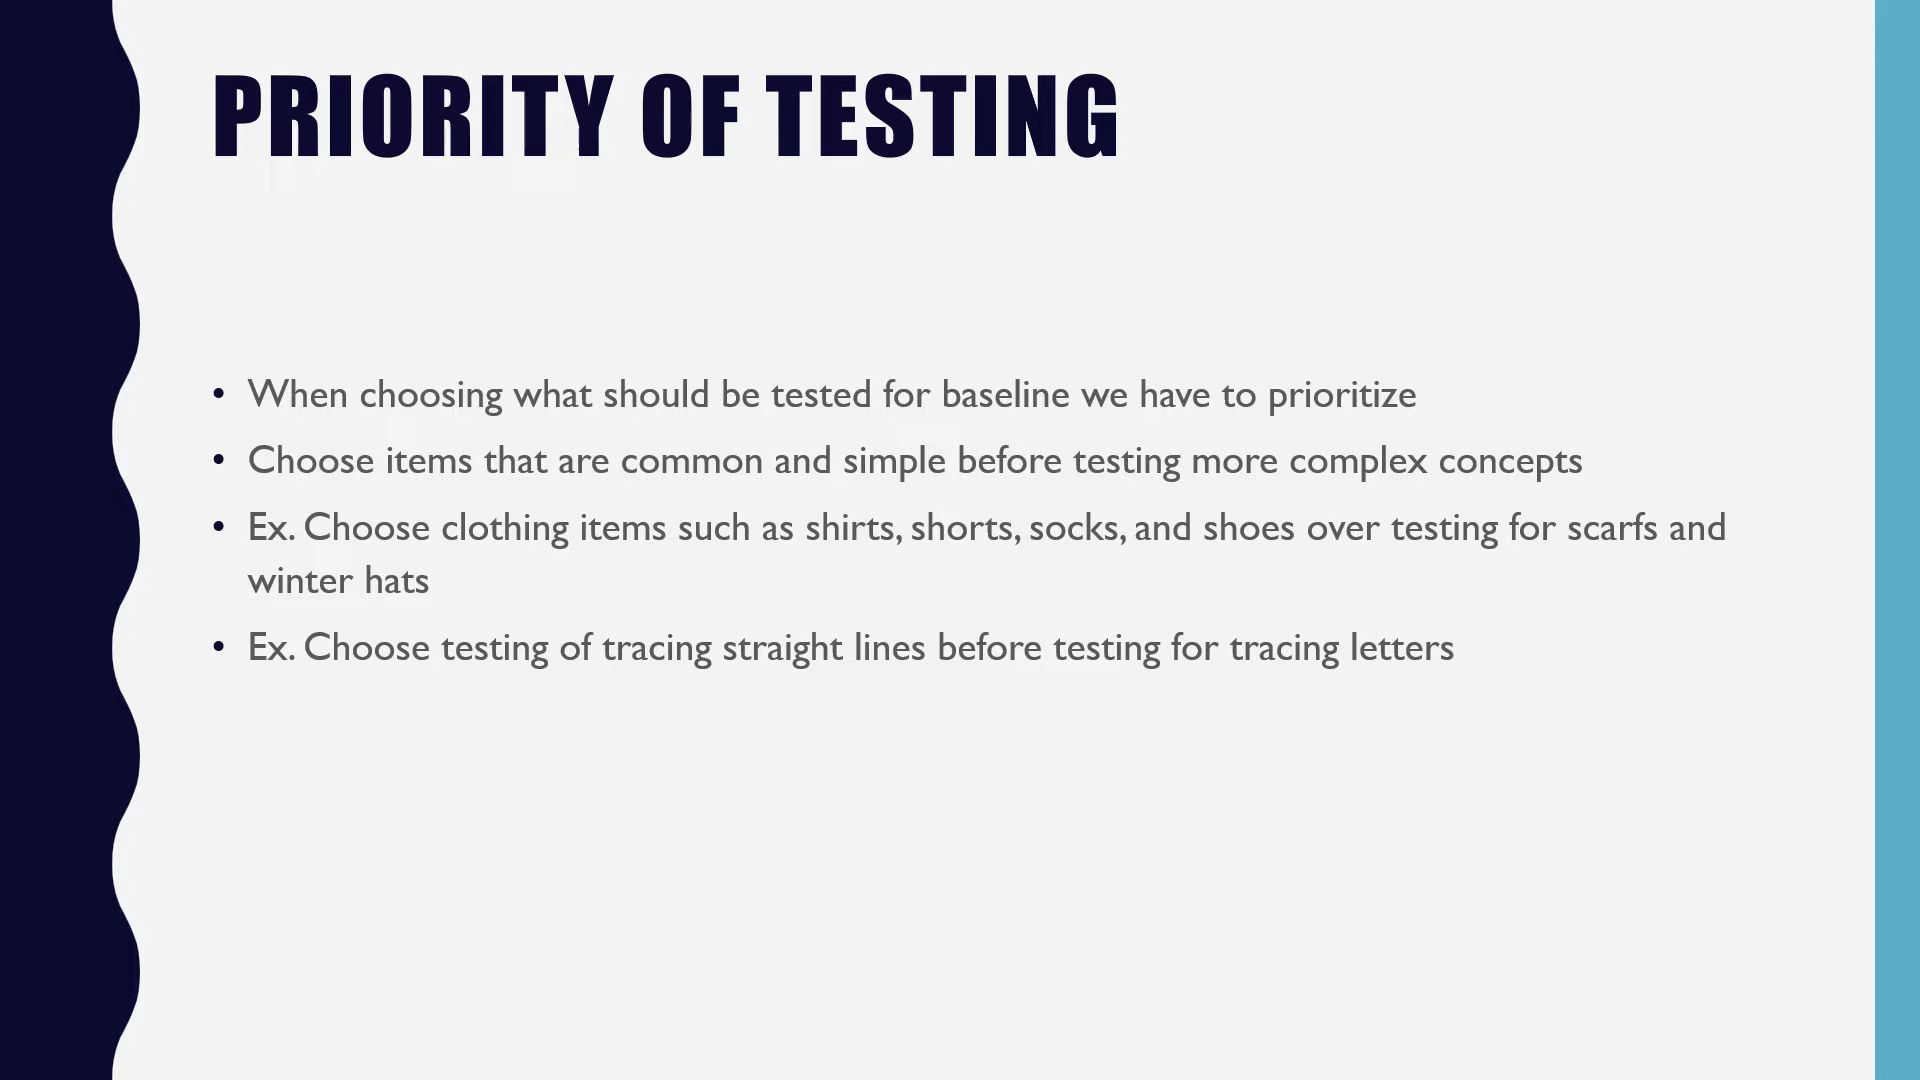 PRIORITY OF TESTING
• When choosing what should be tested for baseline we have to prioritize
• Choose items that are common and simple before testing more complex concepts
• Ex. Choose clothing items such as shirts, shorts, socks, and shoes over testing for scarfs and
winter hats
• Ex. Choose testing of tracing straight lines before testing for tracing letters